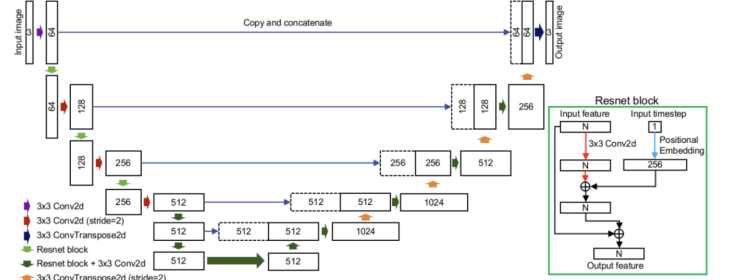 Input image
3
64
Copy and concatenate
64
64
3
Output image
64
128
128
128
256
128
256
256
256
512
256
512
512
512
1024
512
512
512
1024
512
512
3x3 Conv2d
3x3 Conv2d (stride=2)
3x3 ConvTranspose2d
Resnet block
Resnet block + 3x3 Conv2d
3x3 ConvTranspose2d (stride=2)
Resnet block
Input feature
Input timestep
N
1
3x3 Conv2d
Positional
Embedding
N
256
N
N
Output feature